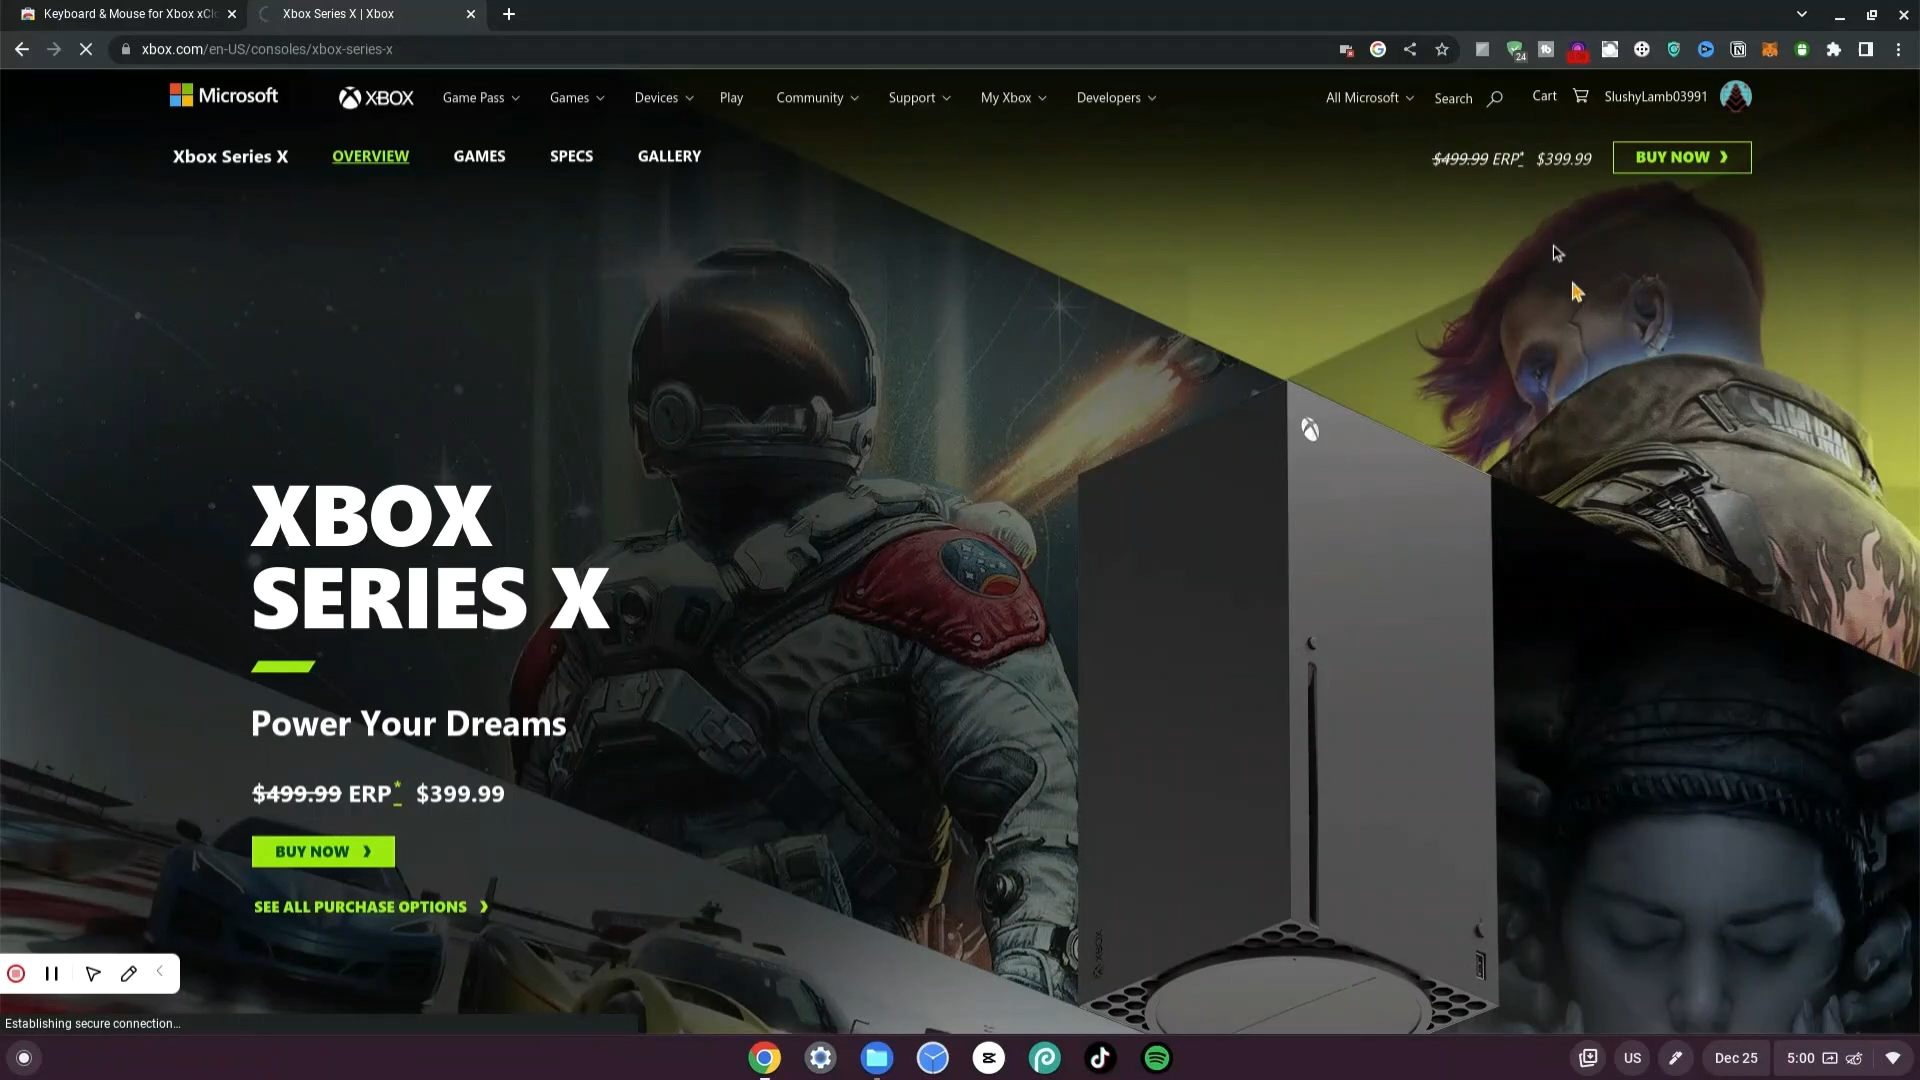 Keyboard & Mouse for Xbox xCl
Xbox Series X | Xbox
xbox.com/en-US/consoles/xbox-series-x
24
Microsoft
XBOX
Game Pass
Games
Devices
Play
Community
Support
My Xbox
Developers
All Microsoft
Search
Cart
SlushyLamb03991
Xbox Series X
OVERVIEW
GAMES
SPECS
GALLERY
$499.99 ERP* $399.99
BUY NOW
SAMURAI
XBOX
SERIES X
Power Your Dreams
$499.99 ERP* $399.99
BUY NOW
SEE ALL PURCHASE OPTIONS
XBOX
Establishing secure connection...
US
Dec 25
5:00